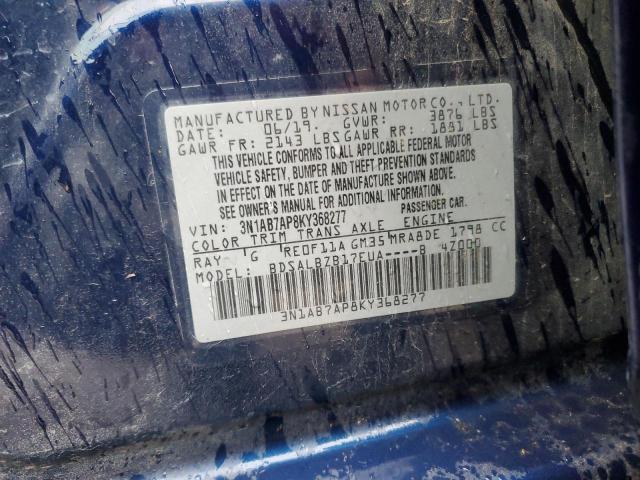 MANUFACTURED BY NISSAN MOTOR CO., LTD.
DATE: 06/19. GVWR: 3876 LBS
GAWR FR: 2143 LBS GAWR RR: 1881 LBS
THIS VEHICLE CONFORMS TO ALL APPLICABLE FEDERAL MOTOR
VEHICLE SAFETY, BUMPER AND THEFT PREVENTION STANDARDS
IN EFFECT ON THE DATE OF MANUFACTURE SHOWN ABOVE.
SEE OWNER'S MANUAL FOR ADDITIONAL INFORMATION.
VIN: 3N1AB7AP8KY368277 PASSENGER CAR.
COLOR TRIM TRANS AXLE ENGINE
RAY G RE0F11A GM35 MRA8DE 1798 CC
MODEL: BDSALBZB17EUA----B 47000
3N1AB7AP8KY368277